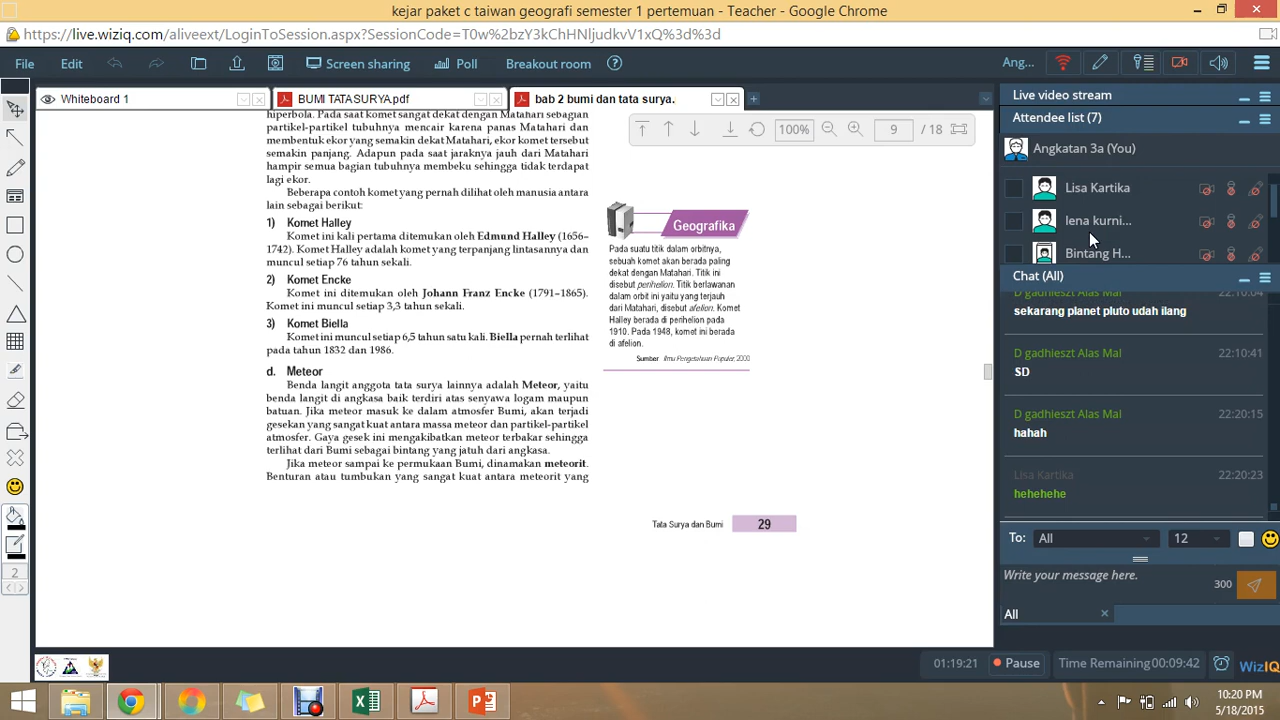 kejar paket c taiwan geografi semester 1 pertemuan - Teacher - Google Chrome
https://live.wiziq.com/aliveext/LoginToSession.aspx?SessionCode=T0w%2bzY3kChHNljudkvV1xQ%3d%3d
File Edit Screen sharing Poll Breakout room Ang...
Whiteboard 1 BUMI TATASURYA.pdf bab 2 bumi dan tata surya.
100% 9 / 18
hiperbola. Pada saat komet sangat dekat dengan Matahari sebagian
partikel-partikel tubuhnya mencair karena panas Matahari dan
membentuk ekor yang semakin dekat Matahari, ekor komet tersebut
semakin panjang. Adapun pada saat jaraknya jauh dari Matahari
hampir semua bagian tubuhnya membeku sehingga tidak terdapat
lagi ekor.
Beberapa contoh komet yang pernah dilihat oleh manusia antara
lain sebagai berikut:
1) Komet Halley
Komet ini kali pertama ditemukan oleh Edmund Halley (1656–
1742). Komet Halley adalah komet yang terpanjang lintasannya dan
muncul setiap 76 tahun sekali.
2) Komet Encke
Komet ini ditemukan oleh Johann Franz Encke (1791–1865).
Komet ini muncul setiap 3,3 tahun sekali.
3) Komet Biella
Komet ini muncul setiap 6,5 tahun satu kali. Biella pernah terlihat
pada tahun 1832 dan 1986.
d. Meteor
Benda langit anggota tata surya lainnya adalah Meteor, yaitu
benda langit di angkasa baik terdiri atas senyawa logam maupun
batuan. Jika meteor masuk ke dalam atmosfer Bumi, akan terjadi
gesekan yang sangat kuat antara massa meteor dan partikel-partikel
atmosfer. Gaya gesek ini mengakibatkan meteor terbakar sehingga
terlihat dari Bumi sebagai bintang yang jatuh dari angkasa.
Jika meteor sampai ke permukaan Bumi, dinamakan meteorit.
Benturan atau tumbukan yang sangat kuat antara meteorit yang
Geografika
Pada suatu titik dalam orbitnya,
sebuah komet akan berada paling
dekat dengan Matahari. Titik ini
disebut perihelion. Titik berlawanan
dalam orbit ini yaitu yang terjauh
dari Matahari, disebut afelion. Komet
Halley berada di perihelion pada
1910. Pada 1948, komet ini berada
di afelion.
Sumber Ilmu Pengetahuan Populer, 2000
Tata Surya dan Bumi 29
Live video stream
Attendee list (7)
Angkatan 3a (You)
Lisa Kartika
lena kurni...
Bintang H...
Chat (All)
D gadhieszt Alas Mal 22:10:04
sekarang planet pluto udah ilang
D gadhieszt Alas Mal 22:10:41
SD
D gadhieszt Alas Mal 22:20:15
hahah
Lisa Kartika 22:20:23
hehehehe
To: All 12
Write your message here. 300
All
2
01:19:21 Pause Time Remaining 00:09:42 WizIQ
10:20 PM
5/18/2015